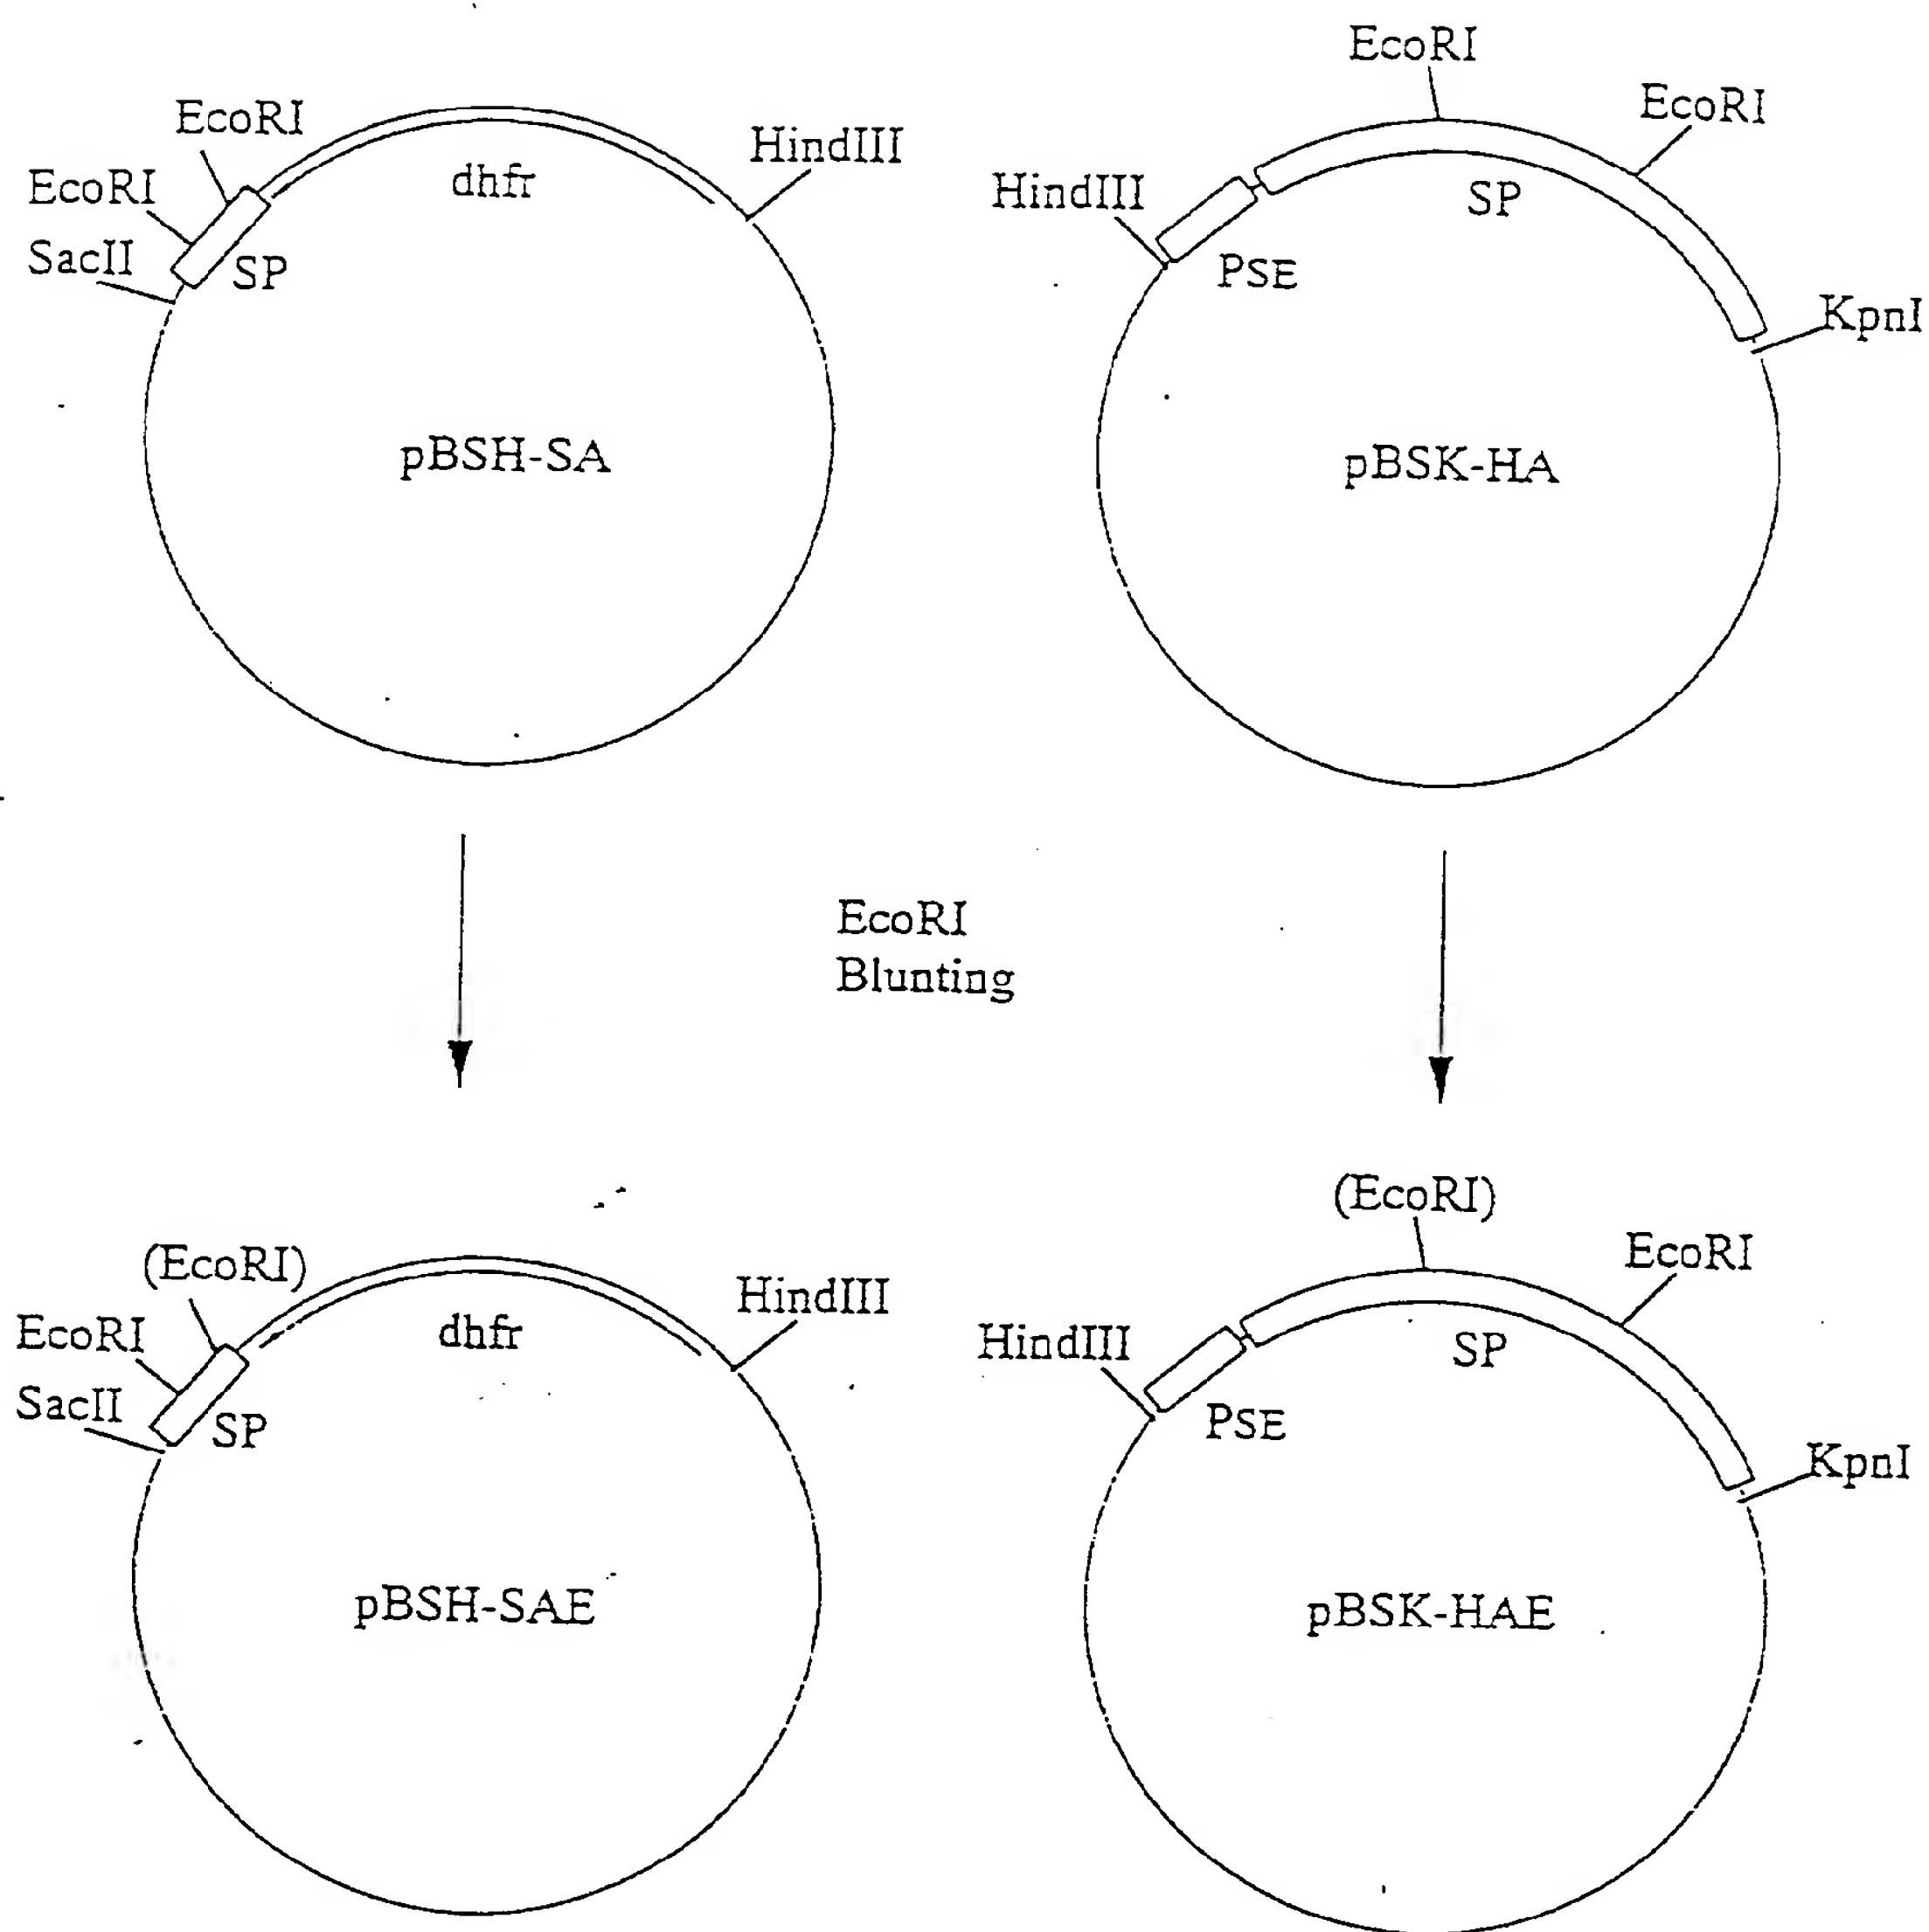 EcoRI
EcoRI
SacII
SP
dhfr
HindIII
pBSH-SA
EcoRI
EcoRI
HindIII
PSE
SP
KpnI
pBSK-HA
EcoRI
Blunting
(EcoRI)
EcoRI
SacII
SP
dhfr
HindIII
pBSH-SAE
(EcoRI)
EcoRI
HindIII
PSE
SP
KpnI
pBSK-HAE